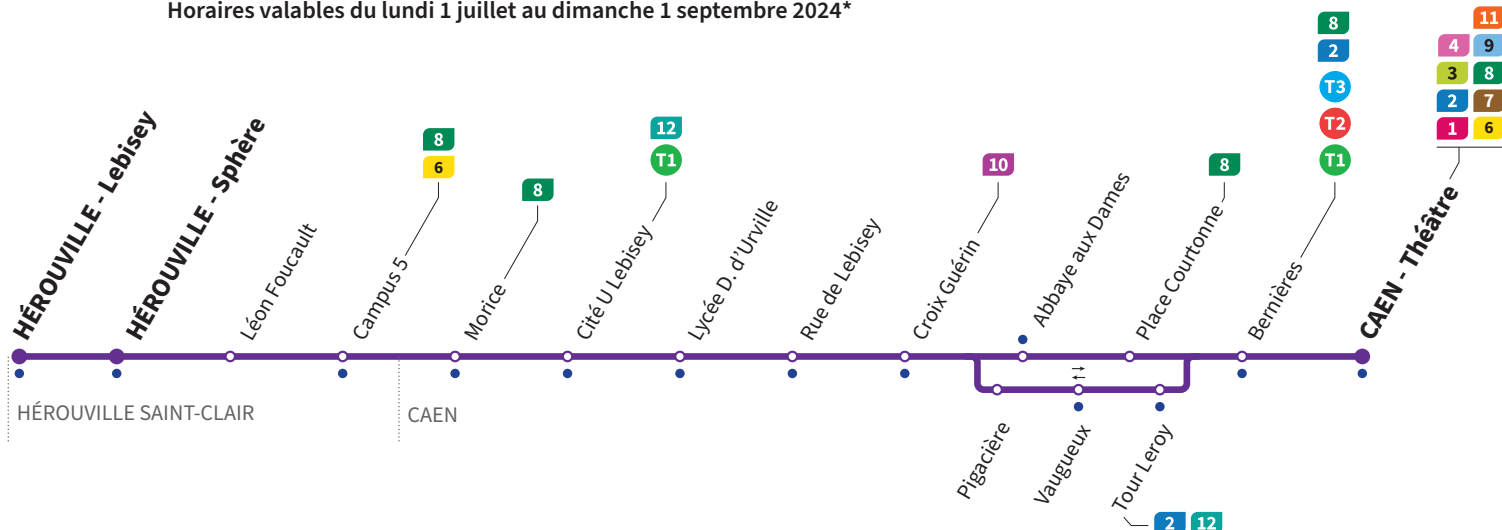 Horaires valables du lundi 1 juillet au dimanche 1 septembre 2024*
HÉROUVILLE - Lebisey
HÉROUVILLE - Sphère
Léon Foucault
8
6
Campus 5
8
Morice
12
T1
Cité U Lebisey
Lycée D. d'Urville
Rue de Lebisey
10
Croix Guérin
Abbaye aux Dames
8
Place Courtonne
8
2
T3
T2
T1
Bernières
11
4 9
3 8
2 7
1 6
CAEN - Théâtre
HÉROUVILLE SAINT-CLAIR
CAEN
Pigacière
Vaugueux
Tour Leroy
2 12